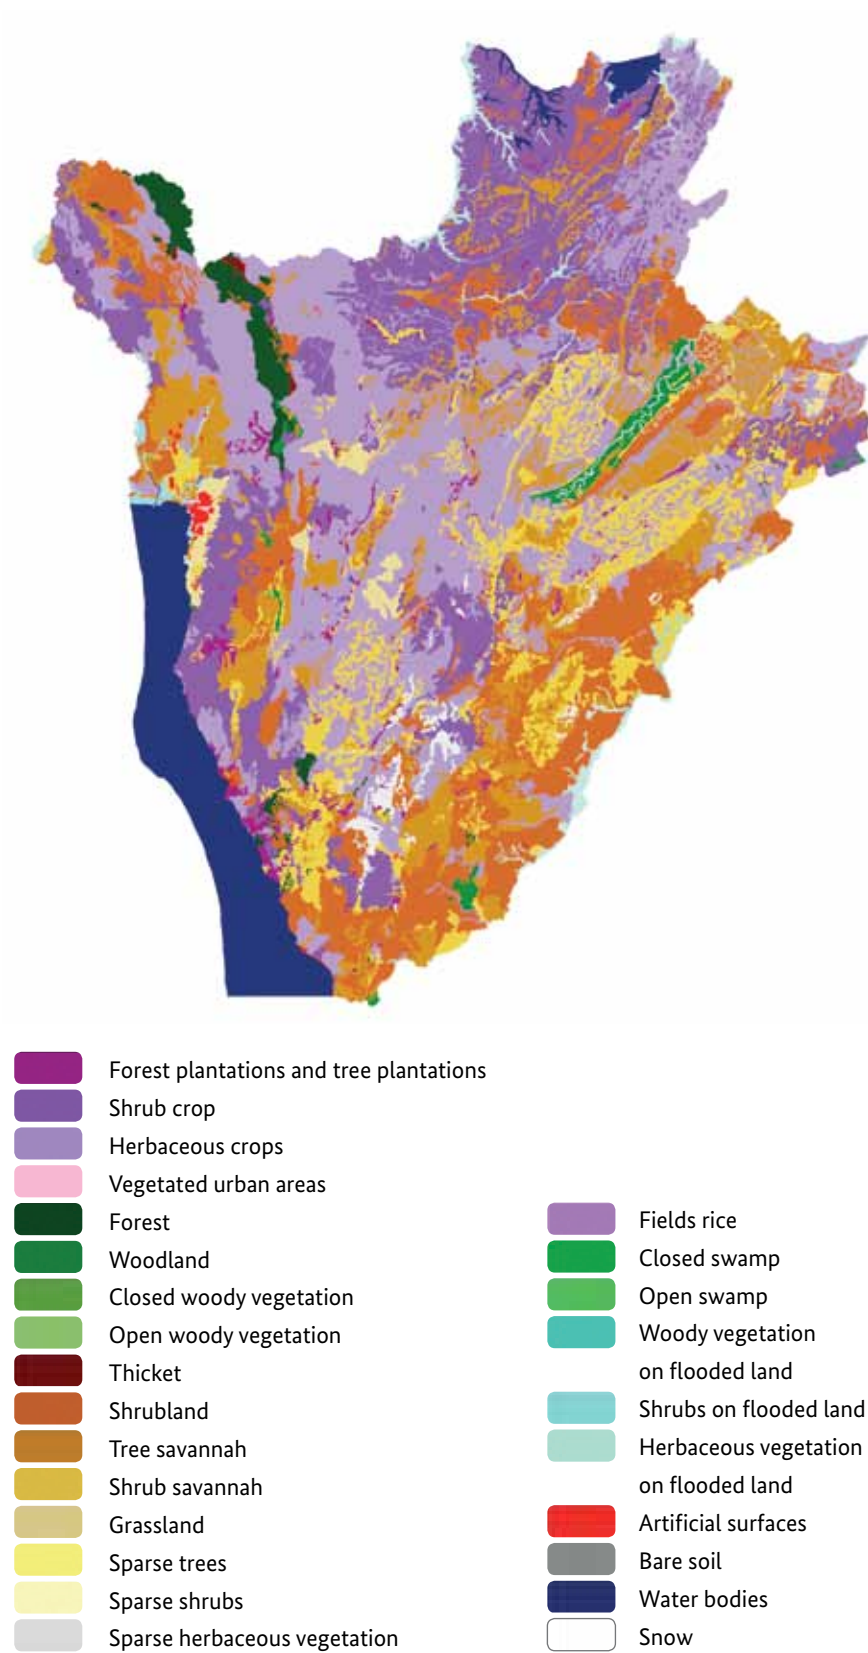 Forest plantations and tree plantations
Shrub crop
Herbaceous crops
Vegetated urban areas
Forest
Woodland
Closed woody vegetation
Open woody vegetation
Thicket
Shrubland
Tree savannah
Shrub savannah
Grassland
Sparse trees
Sparse shrubs
Sparse herbaceous vegetation
Fields rice
Closed swamp
Open swamp
Woody vegetation
on flooded land
Shrubs on flooded land
Herbaceous vegetation
on flooded land
Artificial surfaces
Bare soil
Water bodies
Snow